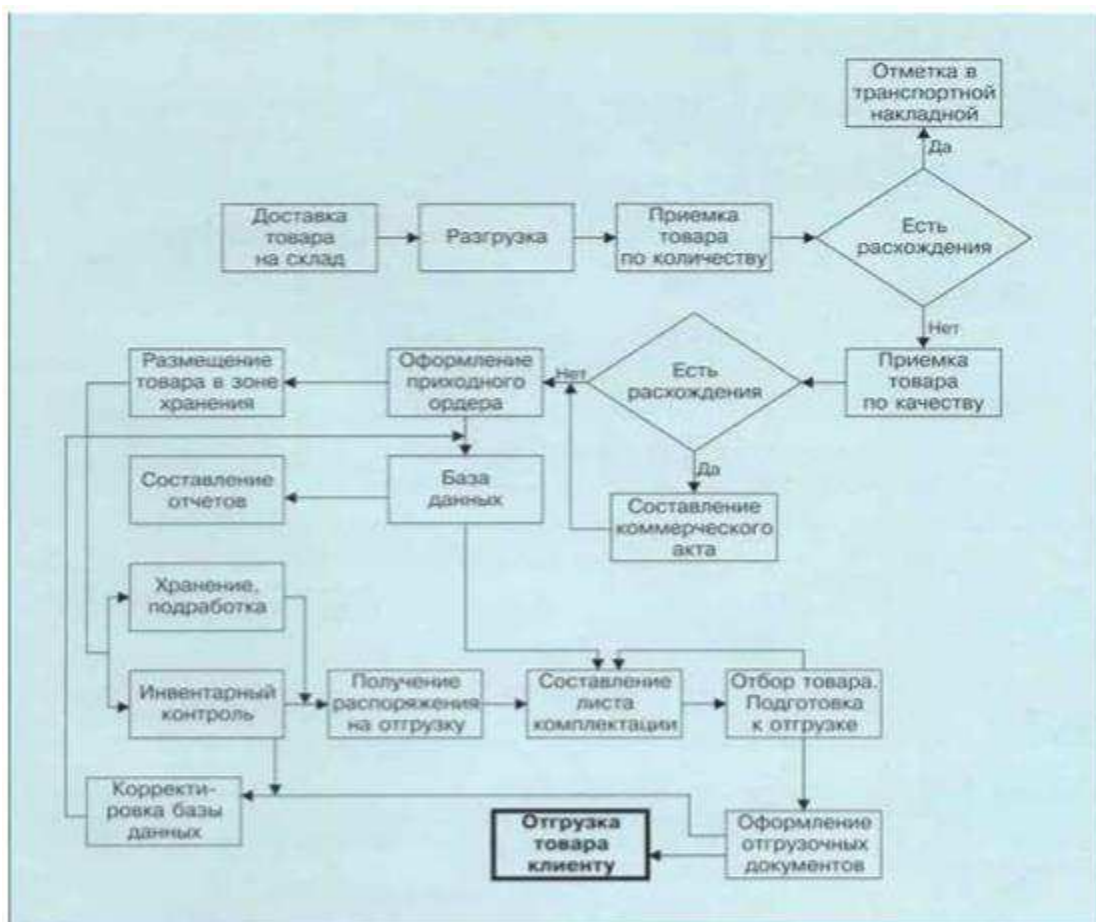 Отметка в
транспортной
накладной
Да
Доставка
товара
на склад
Разгрузка
Приемка
товара
по количеству
Есть
расхождения
Нет
Размещение
товара в зоне
хранения
Оформление
приходного
ордера
Нет
Есть
расхождения
Приемка
товара
по качеству
Да
Составление
отчетов
База
данных
Составление
коммерческого
акта
Хранение,
подработка
Инвентарный
контроль
Получение
распоряжения
на отгрузку
Составление
листа
комплектации
Отбор товара.
Подготовка
к отгрузке
Корректи-
ровка базы
данных
Отгрузка
товара
клиенту
Оформление
отгрузочных
документов